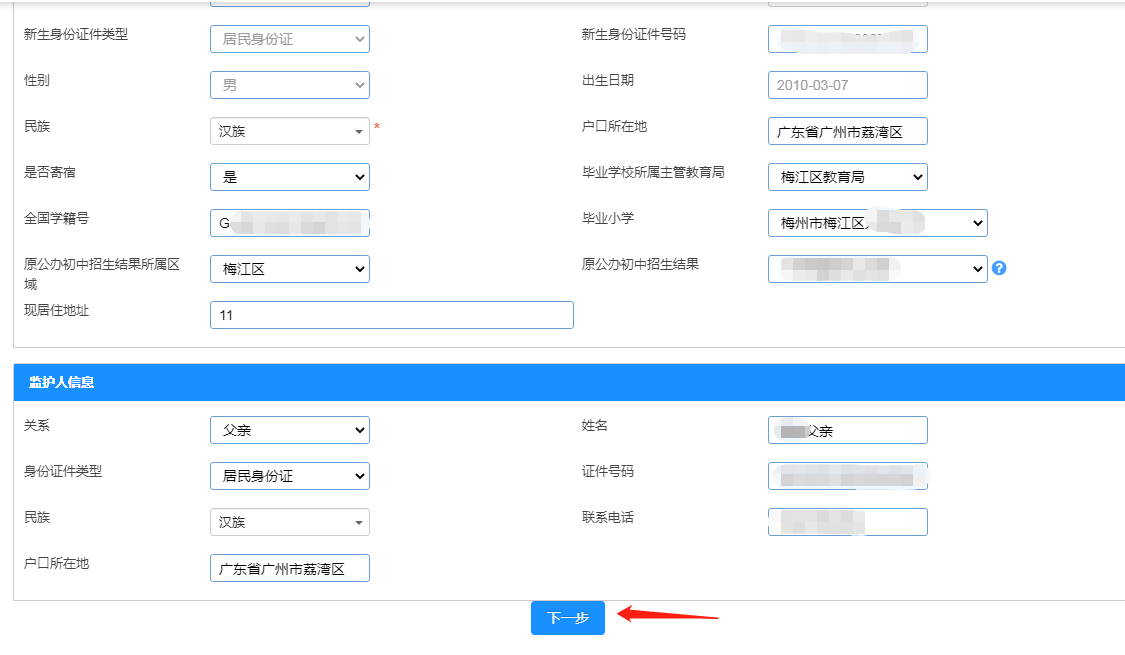 新生身份证件类型 居民身份证 新生身份证件号码
性别 男 出生日期 2010-03-07
民族 汉族 * 户口所在地 广东省广州市荔湾区
是否寄宿 是 毕业学校所属主管教育局 梅江区教育局
全国学籍号 G 毕业小学 梅州市梅江区
原公办初中招生结果所属区
域 梅江区 原公办初中招生结果 ?
现居住地址 11
监护人信息
关系 父亲 姓名 父亲
身份证件类型 居民身份证 证件号码
民族 汉族 联系电话
户口所在地 广东省广州市荔湾区
下一步